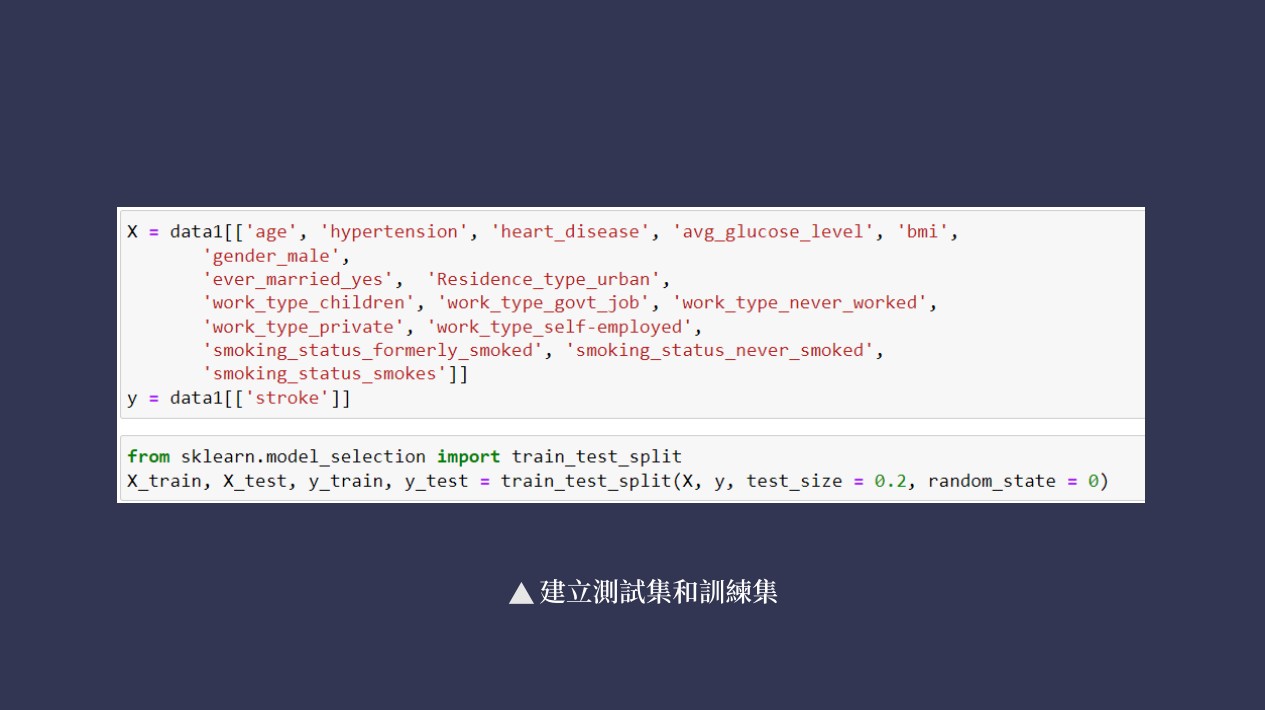 X = data1[['age', 'hypertension', 'heart_disease', 'avg_glucose_level', 'bmi',
'gender_male',
'ever_married_yes',  'Residence_type_urban',
'work_type_children', 'work_type_govt_job', 'work_type_never_worked',
'work_type_private', 'work_type_self-employed',
'smoking_status_formerly_smoked', 'smoking_status_never_smoked',
'smoking_status_smokes']]
y = data1[['stroke']]
from sklearn.model_selection import train_test_split
X_train, X_test, y_train, y_test = train_test_split(X, y, test_size = 0.2, random_state = 0)
▲ 建立測試集和訓練集